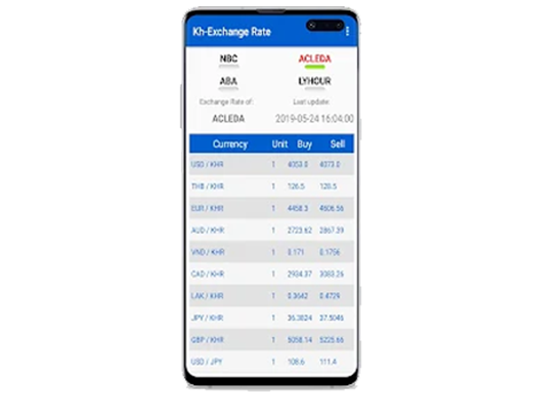 Kh-Exchange Rate
NBC ACLEDA
ABA LYHOUR
Exchange Rate of: Last update:
ACLEDA 2019-05-24 16:04:00
Currency Unit Buy Sell
USD / KHR 1 4053.0 4073.0
THB / KHR 1 126.5 128.5
EUR / KHR 1 4458.3 4606.56
AUD / KHR 1 2723.62 2867.39
VND / KHR 1 0.171 0.1756
CAD / KHR 1 2934.37 3083.26
LAK / KHR 1 0.3642 0.4729
JPY / KHR 1 36.3824 37.5046
GBP / KHR 1 5058.14 5225.66
USD / JPY 1 108.6 111.4